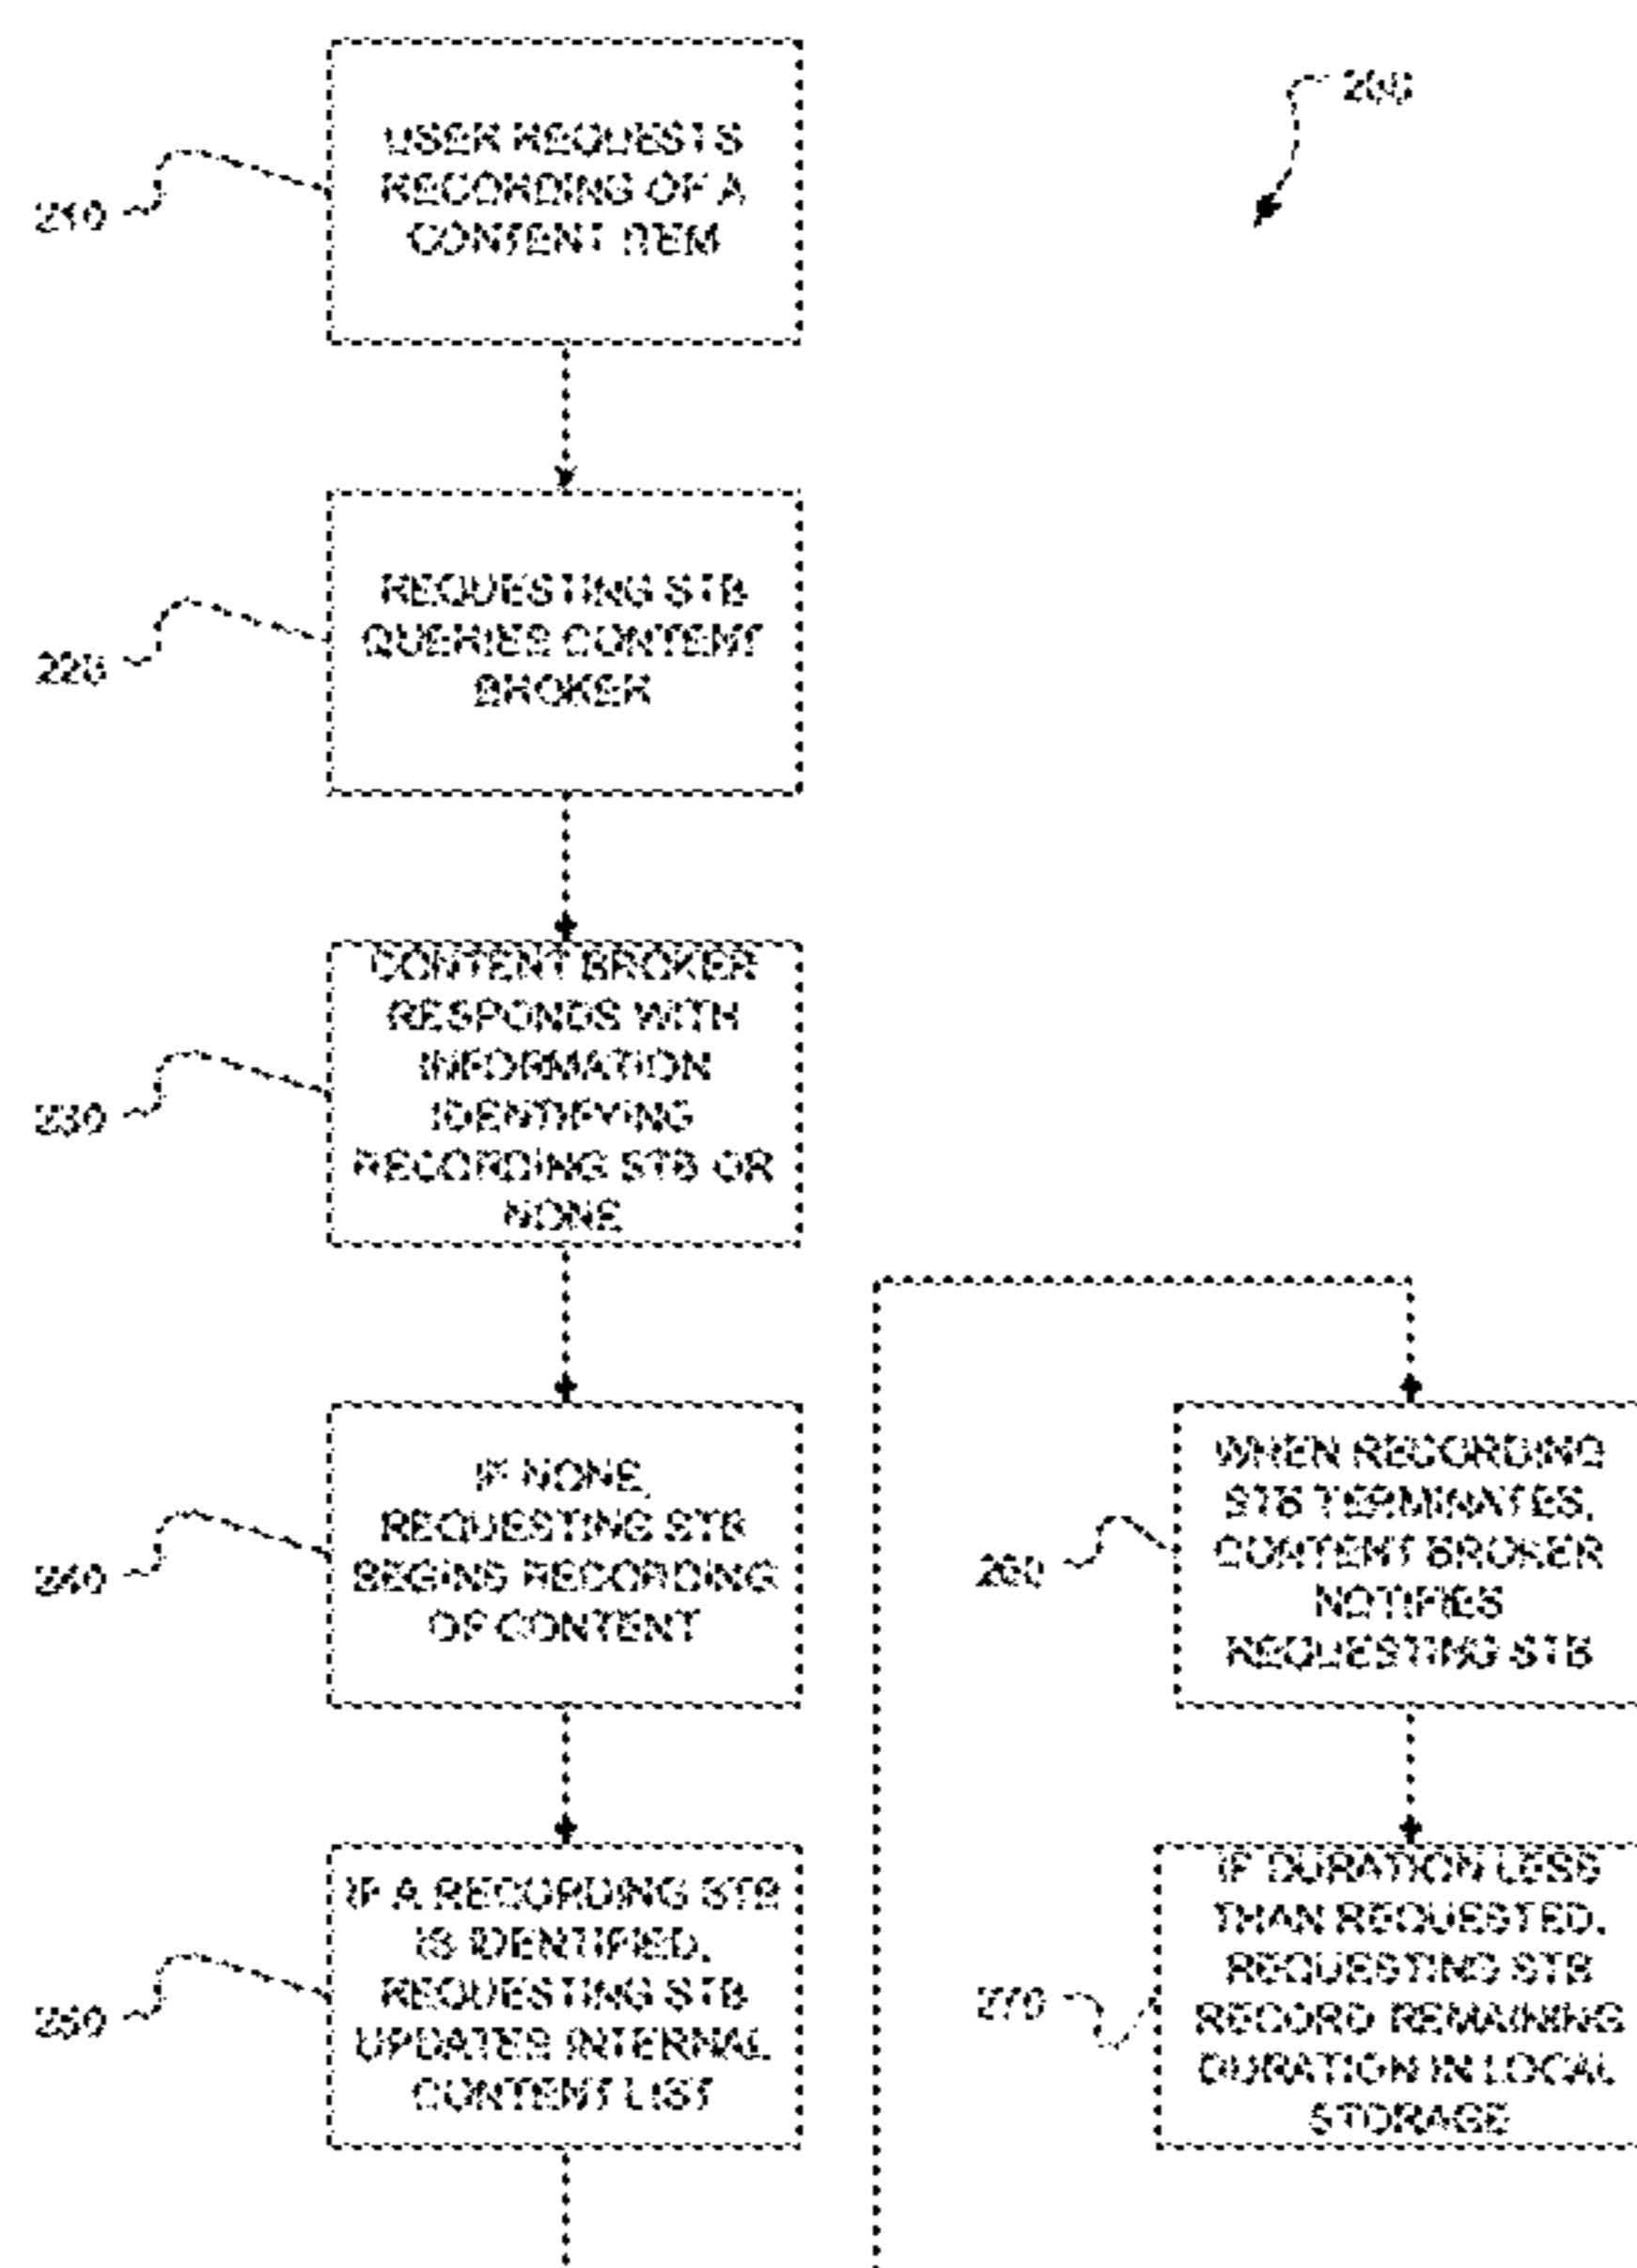 200
210
USER REQUESTS
RECORDING OF A
CONTENT ITEM
220
REQUESTING STB
QUERIES CONTENT
BROKER
230
CONTENT BROKER
RESPONDS WITH
INFORMATION
IDENTIFYING
RECORDING STB OR
NONE
240
IF NONE,
REQUESTING STB
BEGINS RECORDING
OF CONTENT
250
IF A RECORDING STB
IS IDENTIFIED,
REQUESTING STB
UPDATES INTERNAL
CONTENT LIST
260
WHEN RECORDING
STB TERMINATES,
CONTENT BROKER
NOTIFIES
REQUESTING STB
270
IF DURATION LESS
THAN REQUESTED,
REQUESTING STB
RECORD REMAINING
DURATION IN LOCAL
STORAGE